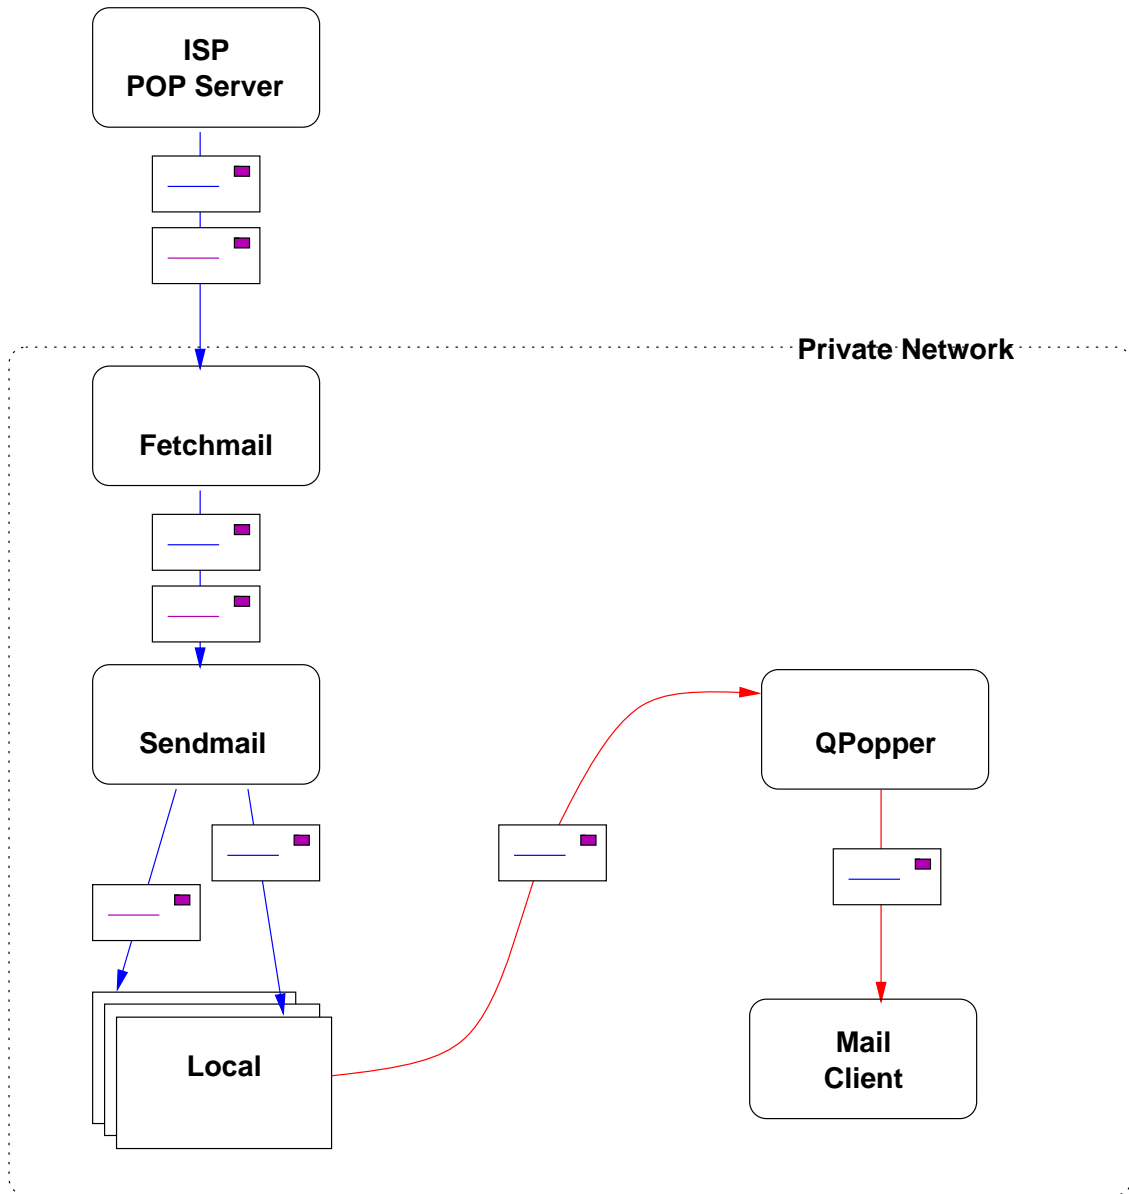 ISP
POP Server
Private Network
Fetchmail
Sendmail
QPopper
Local
Mail
Client